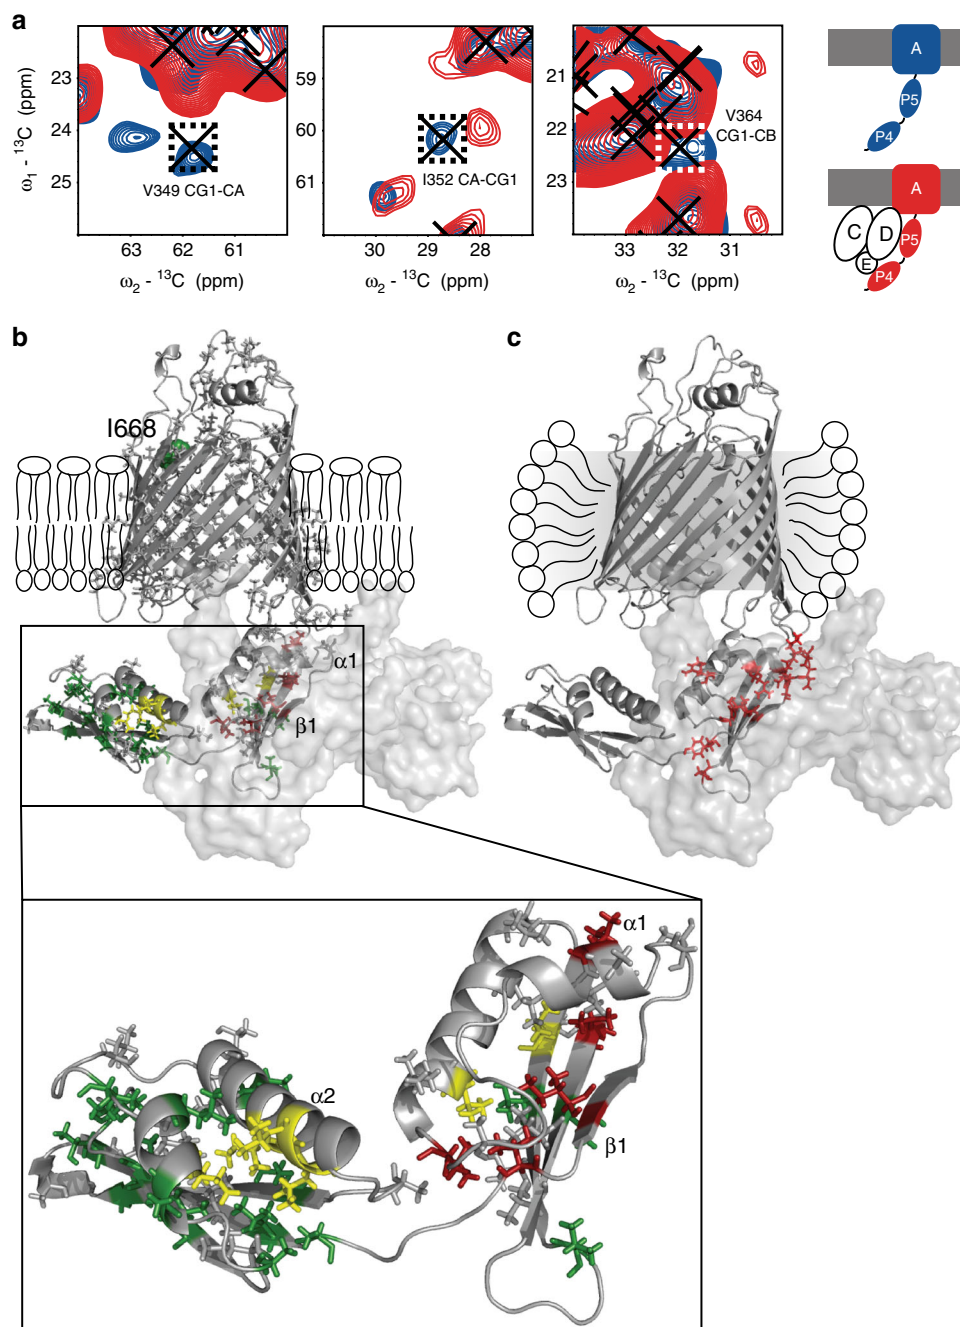 a
23
24
25
V349 CG1-CA
63
62
61
ω2 - 13C (ppm)
ω1 - 13C (ppm)
59
60
61
I352 CA-CG1
30
29
28
ω2 - 13C (ppm)
21
22
23
V364
CG1-CB
33
32
31
ω2 - 13C (ppm)
A
P5
P4
A
C
D
E
P5
P4
b
I668
α1
β1
c
α1
α2
β1